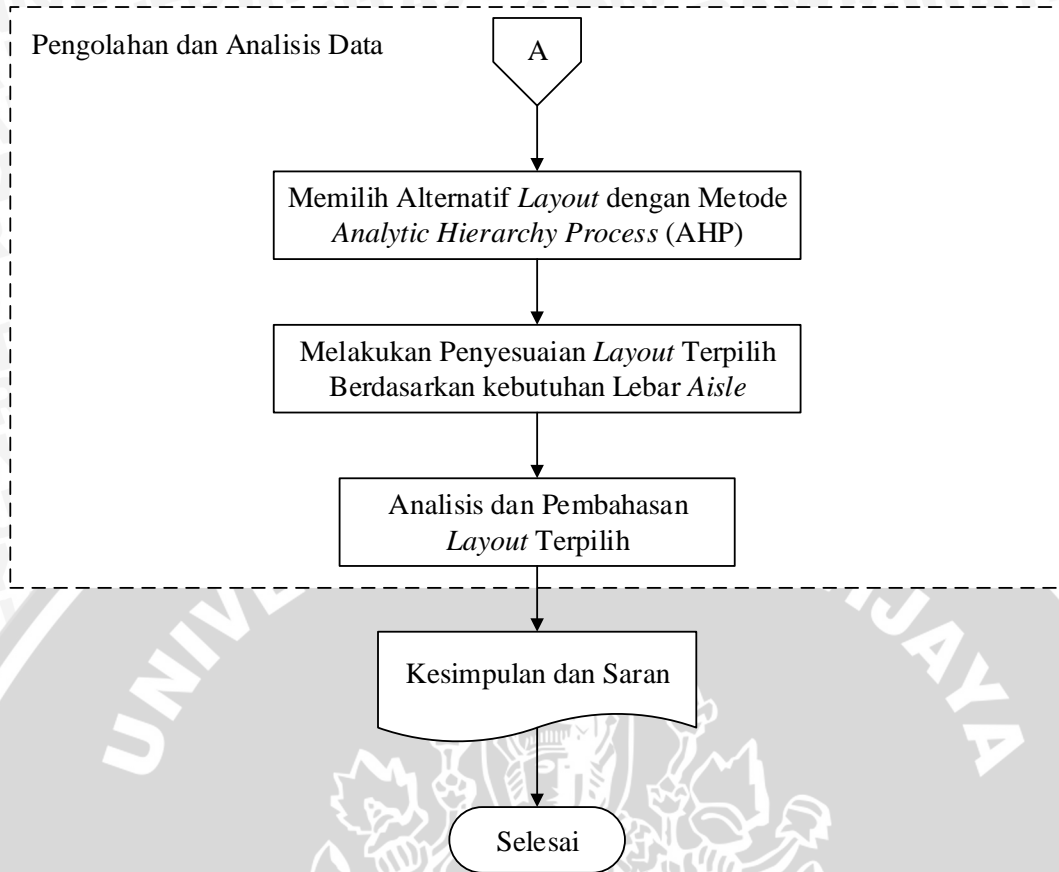 Pengolahan dan Analisis Data
A
Memilih Alternatif Layout dengan Metode
Analytic Hierarchy Process (AHP)
Melakukan Penyesuaian Layout Terpilih
Berdasarkan kebutuhan Lebar Aisle
Analisis dan Pembahasan
Layout Terpilih
Kesimpulan dan Saran
Selesai